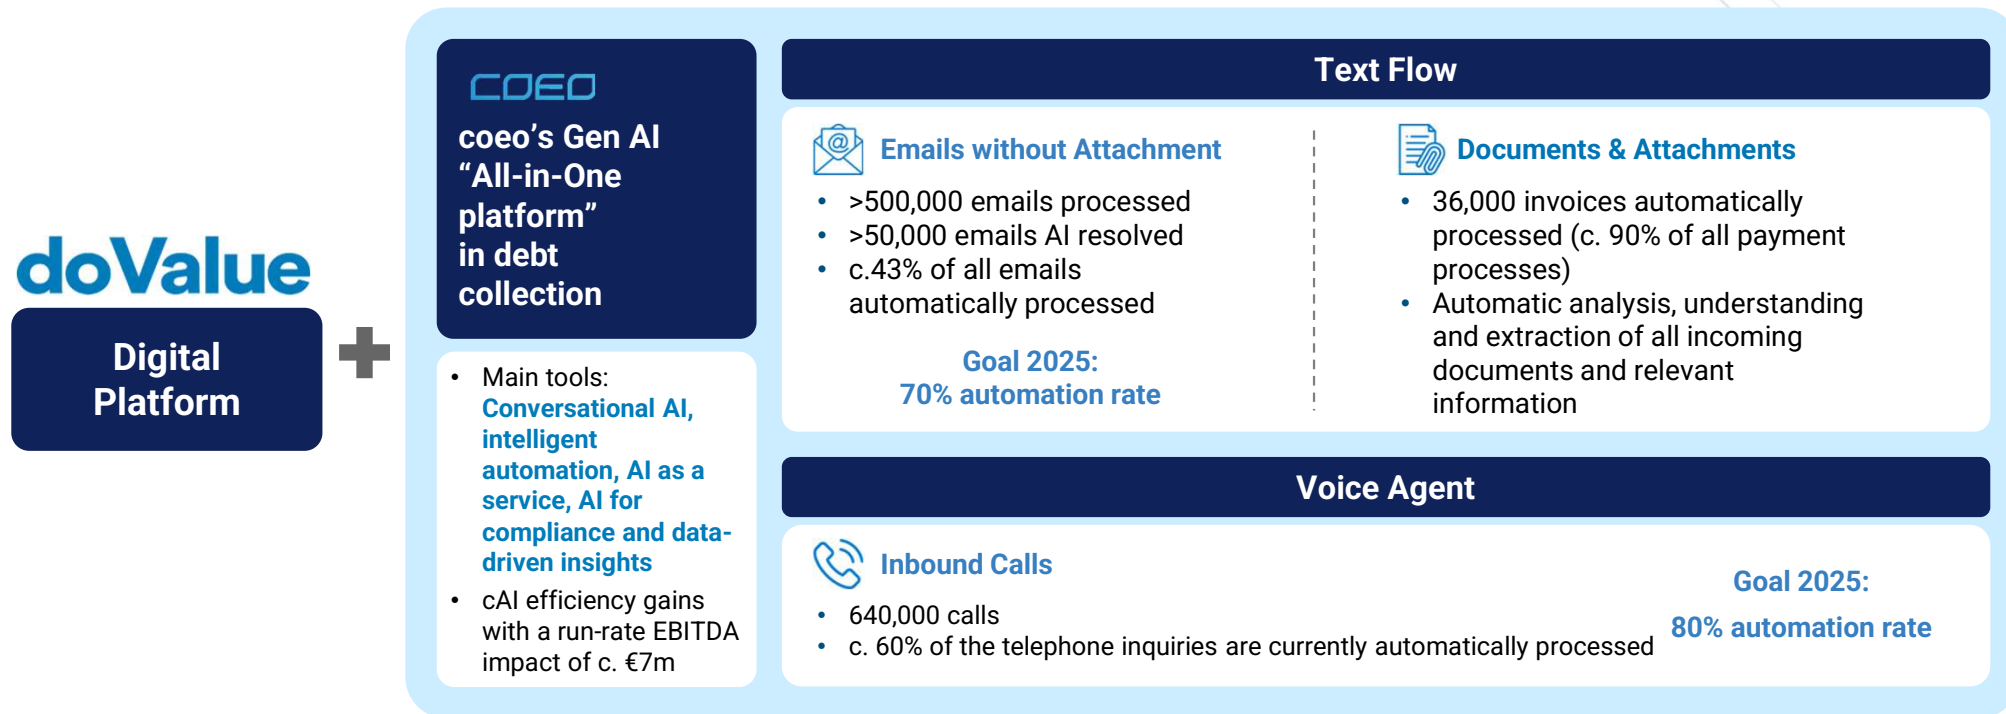 doValue
Digital
Platform
COEO
coeo’s Gen AI
“All-in-One
platform”
in debt
collection
• Main tools:
Conversational AI,
intelligent
automation, AI as a
service, AI for
compliance and data-
driven insights
• cAI efficiency gains
with a run-rate EBITDA
impact of c. €7m
Text Flow
Emails without Attachment
• >500,000 emails processed
• >50,000 emails AI resolved
• c.43% of all emails
automatically processed
Goal 2025:
70% automation rate
Documents & Attachments
• 36,000 invoices automatically
processed (c. 90% of all payment
processes)
• Automatic analysis, understanding
and extraction of all incoming
documents and relevant
information
Voice Agent
Inbound Calls
• 640,000 calls
• c. 60% of the telephone inquiries are currently automatically processed
Goal 2025:
80% automation rate